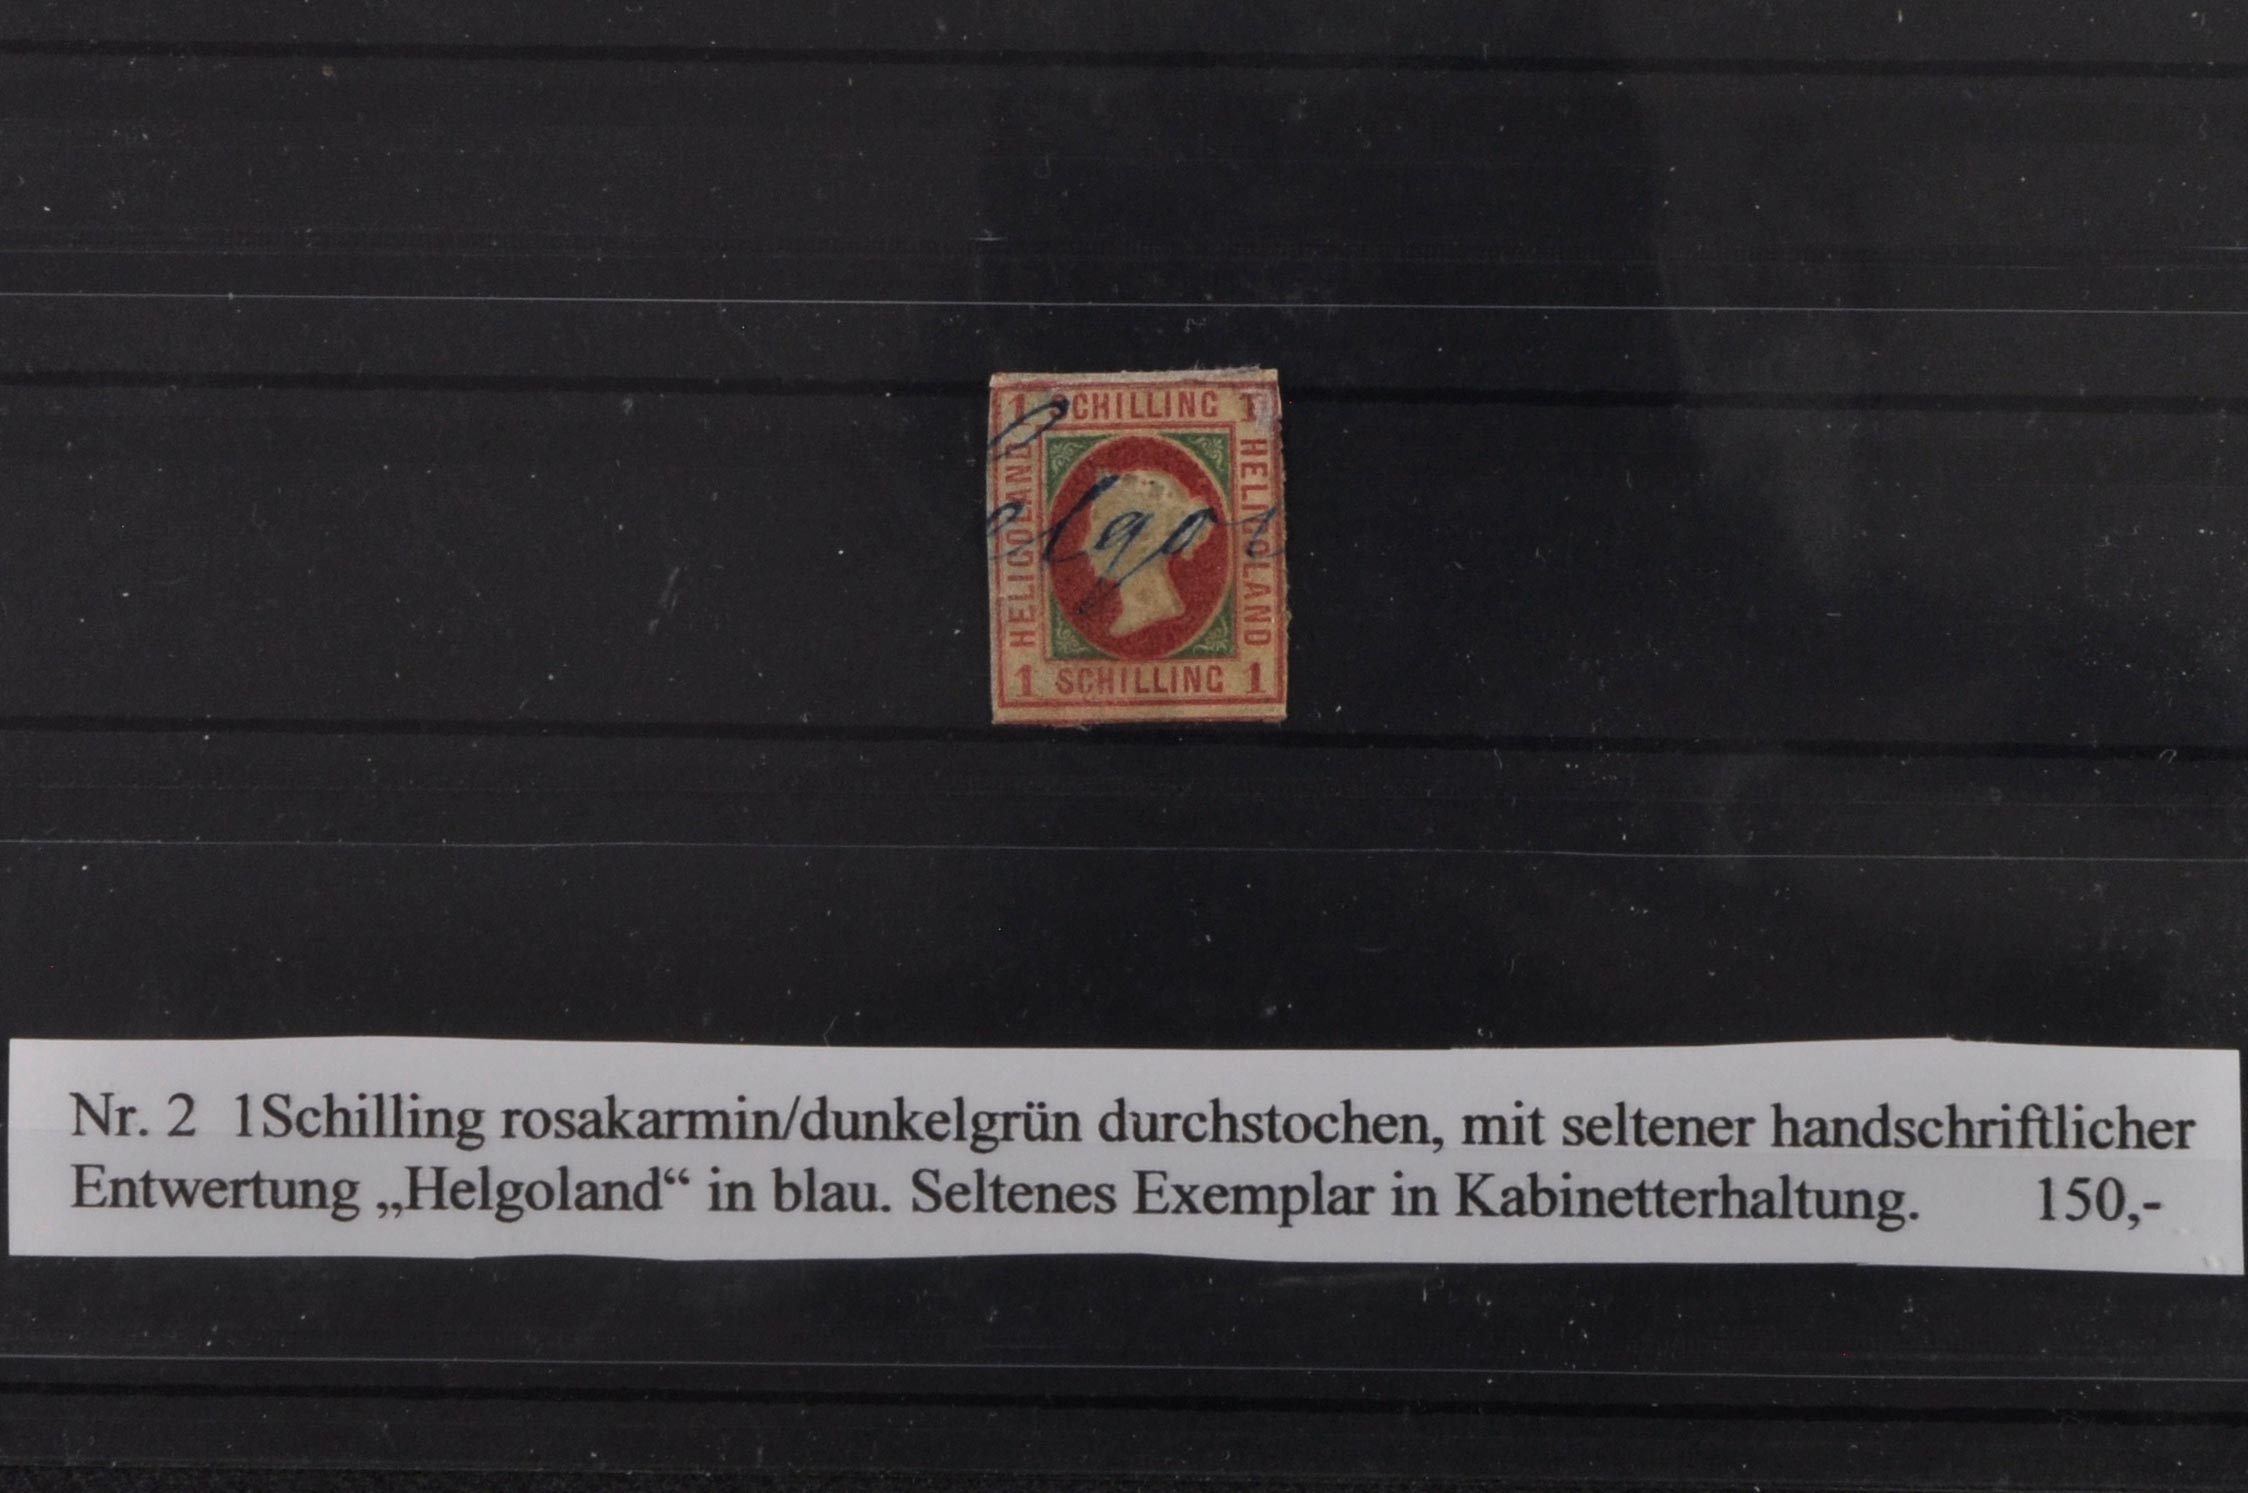 1 SCHILLING 1
HELIGOLAND
HELIGOLAND
1 SCHILLING 1
Nr. 2 1Schilling rosakarmin/dunkelgrün durchstochen, mit seltener handschriftlicher
Entwertung „Helgoland“ in blau. Seltenes Exemplar in Kabinetterhaltung. 150,-